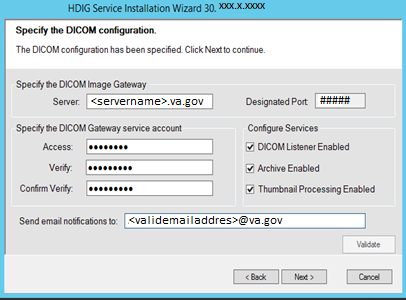 HDIG Service Installation Wizard 30. XXX.X.XXXX
Specify the DICOM configuration.
The DICOM configuration has been specified. Click Next to continue.
Specify the DICOM Image Gateway
Server: <servername>.va.gov Designated Port: #####
Specify the DICOM Gateway service account
Access: ●●●●●●●●
Verify: ●●●●●●●●
Confirm Verify: ●●●●●●●●
Configure Services
DICOM Listener Enabled
Archive Enabled
Thumbnail Processing Enabled
Send email notifications to: <validemailaddres>@va.gov
Validate
< Back Next > Cancel